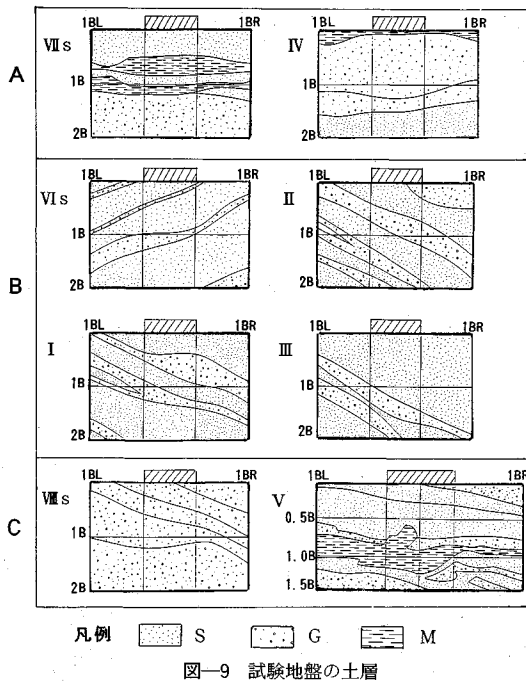 1BL 1BR 1BL 1BR
VIIs IV
A
1B 1B
2B 2B
1BL 1BR 1BL 1BR
VIs II
1B 1B
B
2B 2B
1BL 1BR 1BL 1BR
I III
1B 1B
2B 2B
1BL 1BR 1BL 1BR
VIIIs V
0.5B
C
1B 1.0B
2B 1.5B
凡例 S G M
図—9 試験地盤の土層